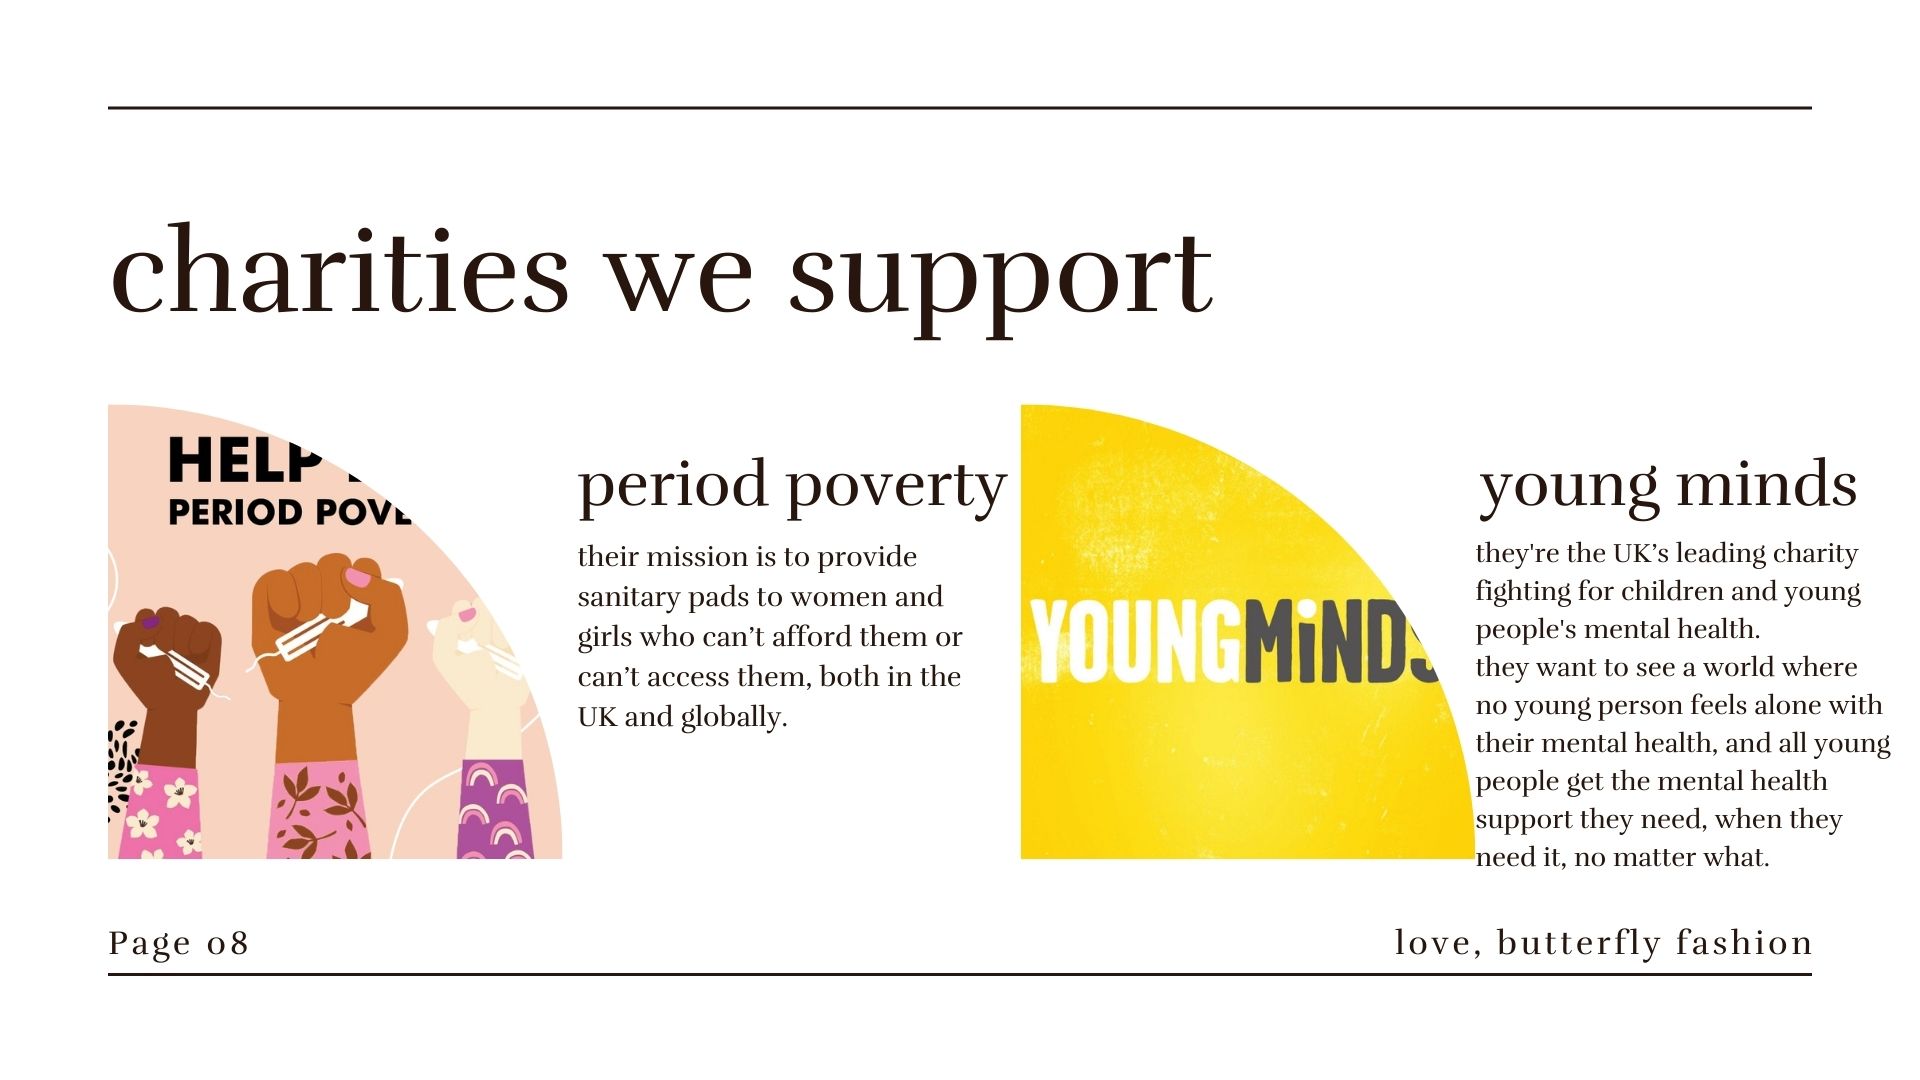 charities we support
HELP
PERIOD POVE
period poverty
their mission is to provide
sanitary pads to women and
girls who can’t afford them or
can’t access them, both in the
UK and globally.
YOUNGMiNDS
young minds
they're the UK’s leading charity
fighting for children and young
people's mental health.
they want to see a world where
no young person feels alone with
their mental health, and all young
people get the mental health
support they need, when they
need it, no matter what.
Page 08
love, butterfly fashion